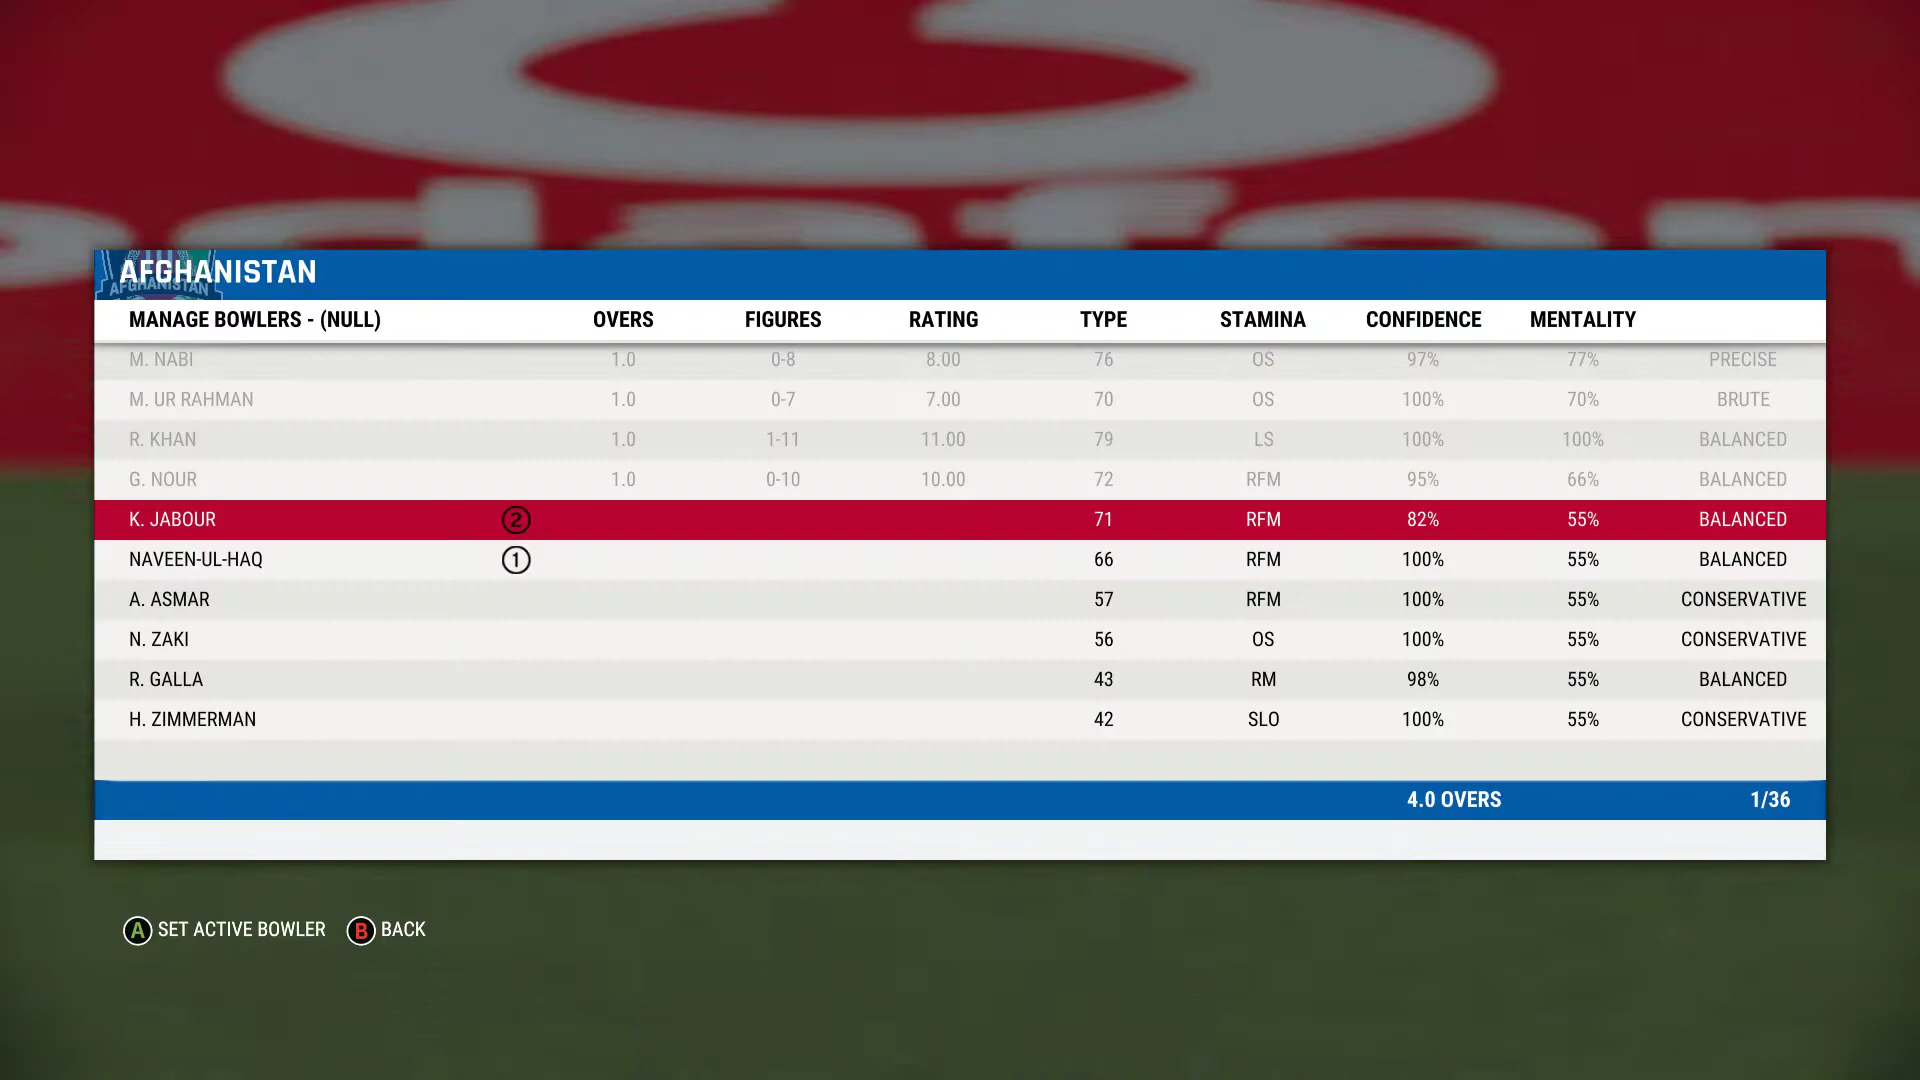 AFGHANISTAN
AFGHANISTAN
MANAGE BOWLERS - (NULL) OVERS FIGURES RATING TYPE STAMINA CONFIDENCE MENTALITY
M. NABI 1.0 0-8 8.00 76 OS 97% 77% PRECISE
M. UR RAHMAN 1.0 0-7 7.00 70 OS 100% 70% BRUTE
R. KHAN 1.0 1-11 11.00 79 LS 100% 100% BALANCED
G. NOUR 1.0 0-10 10.00 72 RFM 95% 66% BALANCED
K. JABOUR 2 71 RFM 82% 55% BALANCED
NAVEEN-UL-HAQ 1 66 RFM 100% 55% BALANCED
A. ASMAR 57 RFM 100% 55% CONSERVATIVE
N. ZAKI 56 OS 100% 55% CONSERVATIVE
R. GALLA 43 RM 98% 55% BALANCED
H. ZIMMERMAN 42 SLO 100% 55% CONSERVATIVE
4.0 OVERS 1/36
A SET ACTIVE BOWLER B BACK